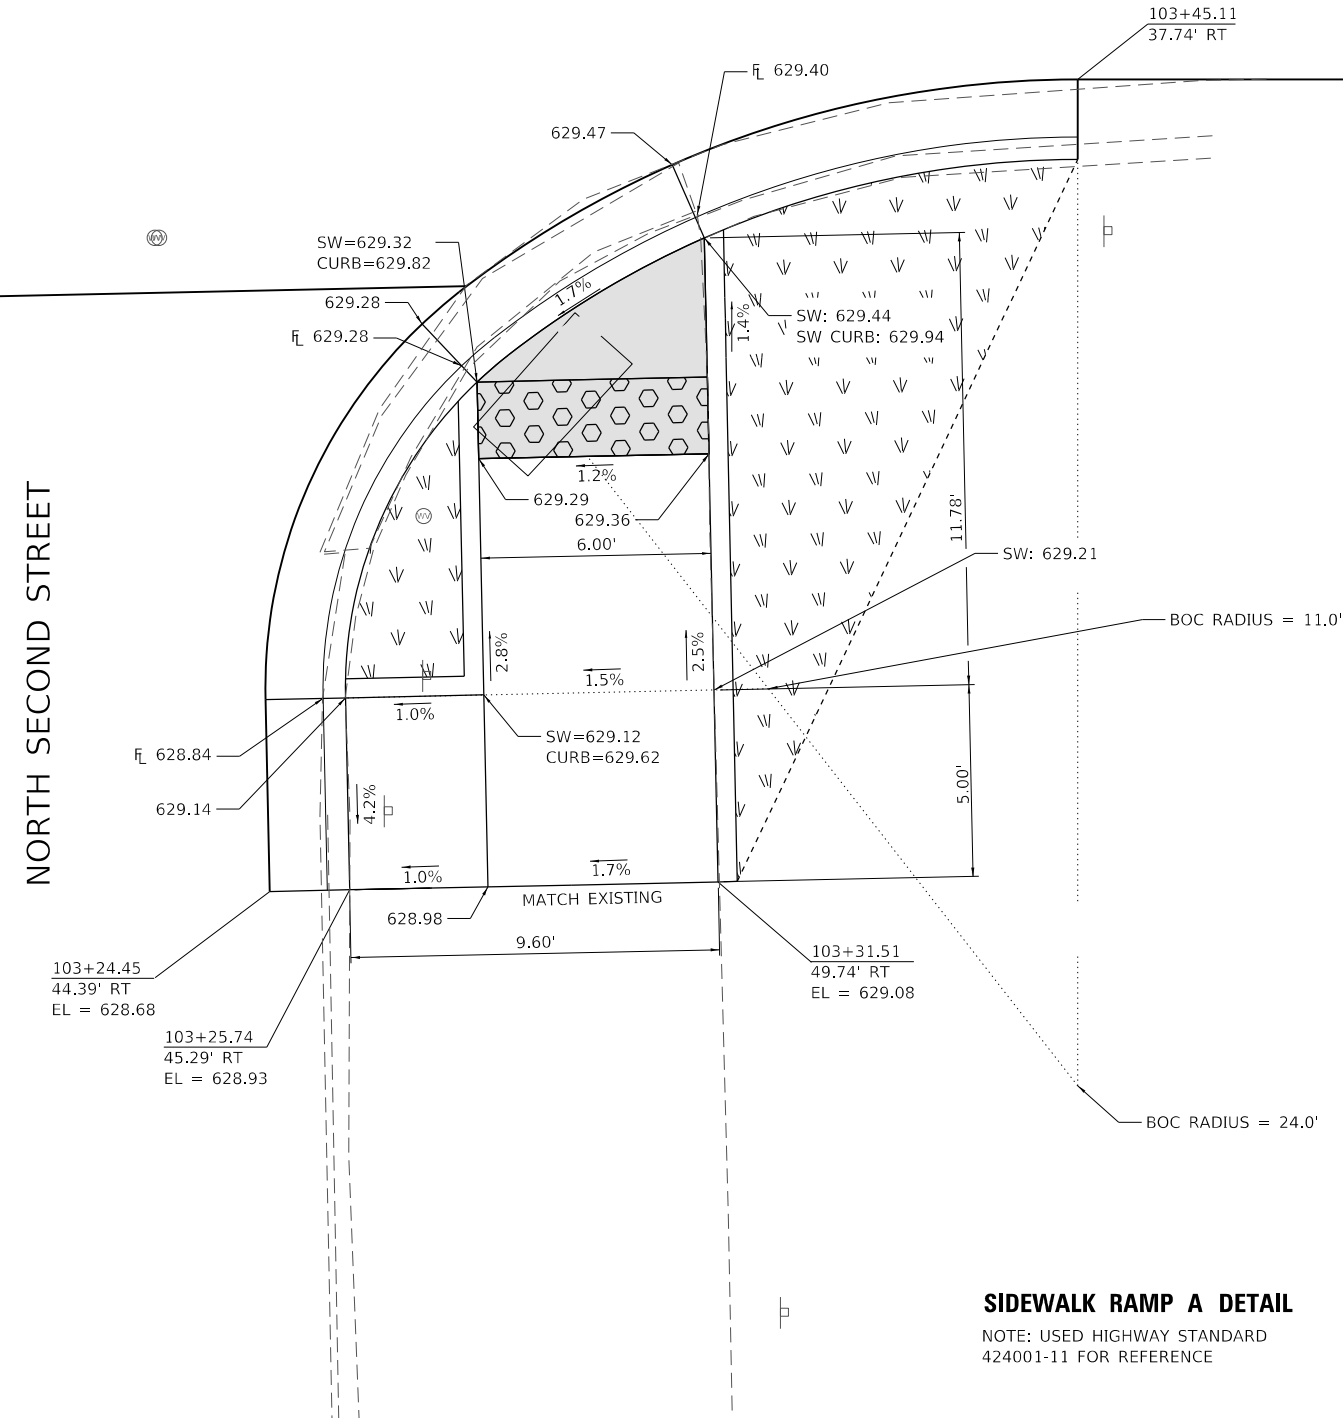 103+45.11
37.74' RT
FL 629.40
629.47
SW=629.32
CURB=629.82
629.28
FL 629.28
1.7%
1.4%
SW: 629.44
SW CURB: 629.94
WV
WV
1.2%
629.29
629.36
6.00'
11.78'
SW: 629.21
BOC RADIUS = 11.0'
NORTH SECOND STREET
2.8%
2.5%
1.5%
1.0%
SW=629.12
CURB=629.62
FL 628.84
629.14
4.2%
5.00'
1.0%
1.7%
MATCH EXISTING
628.98
9.60'
103+24.45
44.39' RT
EL = 628.68
103+31.51
49.74' RT
EL = 629.08
103+25.74
45.29' RT
EL = 628.93
BOC RADIUS = 24.0'
SIDEWALK RAMP A DETAIL
NOTE: USED HIGHWAY STANDARD
424001-11 FOR REFERENCE